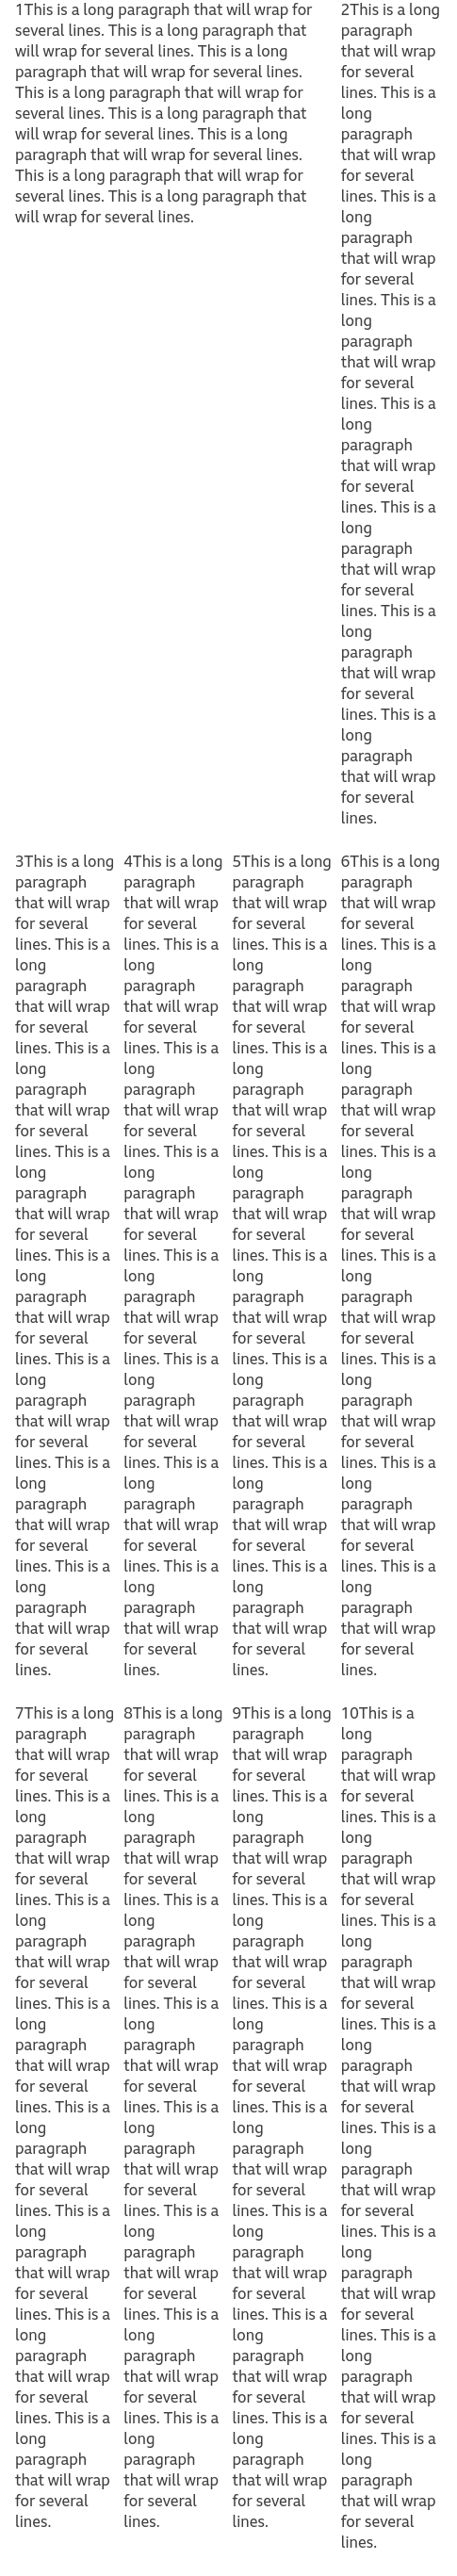 1This is a long paragraph that will wrap for
several lines. This is a long paragraph that
will wrap for several lines. This is a long
paragraph that will wrap for several lines.
This is a long paragraph that will wrap for
several lines. This is a long paragraph that
will wrap for several lines. This is a long
paragraph that will wrap for several lines.
This is a long paragraph that will wrap for
several lines. This is a long paragraph that
will wrap for several lines.
2This is a long
paragraph
that will wrap
for several
lines. This is a
long
paragraph
that will wrap
for several
lines. This is a
long
paragraph
that will wrap
for several
lines. This is a
long
paragraph
that will wrap
for several
lines. This is a
long
paragraph
that will wrap
for several
lines. This is a
long
paragraph
that will wrap
for several
lines. This is a
long
paragraph
that will wrap
for several
lines. This is a
long
paragraph
that will wrap
for several
lines.
3This is a long
paragraph
that will wrap
for several
lines. This is a
long
paragraph
that will wrap
for several
lines. This is a
long
paragraph
that will wrap
for several
lines. This is a
long
paragraph
that will wrap
for several
lines. This is a
long
paragraph
that will wrap
for several
lines. This is a
long
paragraph
that will wrap
for several
lines. This is a
long
paragraph
that will wrap
for several
lines. This is a
long
paragraph
that will wrap
for several
lines.
4This is a long
paragraph
that will wrap
for several
lines. This is a
long
paragraph
that will wrap
for several
lines. This is a
long
paragraph
that will wrap
for several
lines. This is a
long
paragraph
that will wrap
for several
lines. This is a
long
paragraph
that will wrap
for several
lines. This is a
long
paragraph
that will wrap
for several
lines. This is a
long
paragraph
that will wrap
for several
lines. This is a
long
paragraph
that will wrap
for several
lines.
5This is a long
paragraph
that will wrap
for several
lines. This is a
long
paragraph
that will wrap
for several
lines. This is a
long
paragraph
that will wrap
for several
lines. This is a
long
paragraph
that will wrap
for several
lines. This is a
long
paragraph
that will wrap
for several
lines. This is a
long
paragraph
that will wrap
for several
lines. This is a
long
paragraph
that will wrap
for several
lines. This is a
long
paragraph
that will wrap
for several
lines.
6This is a long
paragraph
that will wrap
for several
lines. This is a
long
paragraph
that will wrap
for several
lines. This is a
long
paragraph
that will wrap
for several
lines. This is a
long
paragraph
that will wrap
for several
lines. This is a
long
paragraph
that will wrap
for several
lines. This is a
long
paragraph
that will wrap
for several
lines. This is a
long
paragraph
that will wrap
for several
lines. This is a
long
paragraph
that will wrap
for several
lines.
7This is a long
paragraph
that will wrap
for several
lines. This is a
long
paragraph
that will wrap
for several
lines. This is a
long
paragraph
that will wrap
for several
lines. This is a
long
paragraph
that will wrap
for several
lines. This is a
long
paragraph
that will wrap
for several
lines. This is a
long
paragraph
that will wrap
for several
lines. This is a
long
paragraph
that will wrap
for several
lines. This is a
long
paragraph
that will wrap
for several
lines.
8This is a long
paragraph
that will wrap
for several
lines. This is a
long
paragraph
that will wrap
for several
lines. This is a
long
paragraph
that will wrap
for several
lines. This is a
long
paragraph
that will wrap
for several
lines. This is a
long
paragraph
that will wrap
for several
lines. This is a
long
paragraph
that will wrap
for several
lines. This is a
long
paragraph
that will wrap
for several
lines. This is a
long
paragraph
that will wrap
for several
lines.
9This is a long
paragraph
that will wrap
for several
lines. This is a
long
paragraph
that will wrap
for several
lines. This is a
long
paragraph
that will wrap
for several
lines. This is a
long
paragraph
that will wrap
for several
lines. This is a
long
paragraph
that will wrap
for several
lines. This is a
long
paragraph
that will wrap
for several
lines. This is a
long
paragraph
that will wrap
for several
lines. This is a
long
paragraph
that will wrap
for several
lines.
10This is a
long
paragraph
that will wrap
for several
lines. This is a
long
paragraph
that will wrap
for several
lines. This is a
long
paragraph
that will wrap
for several
lines. This is a
long
paragraph
that will wrap
for several
lines. This is a
long
paragraph
that will wrap
for several
lines. This is a
long
paragraph
that will wrap
for several
lines. This is a
long
paragraph
that will wrap
for several
lines. This is a
long
paragraph
that will wrap
for several
lines.